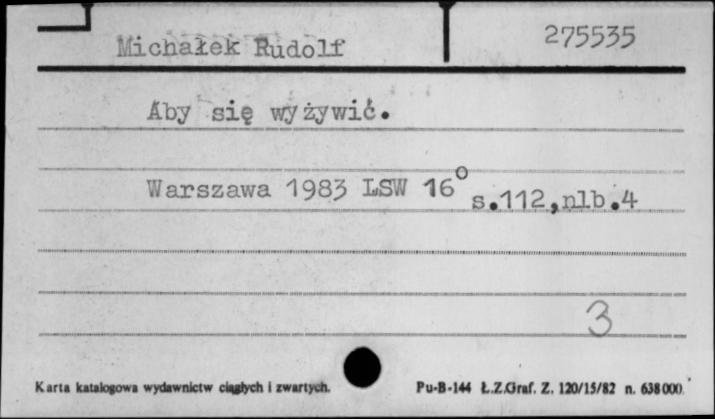 Michałek Rudolf 275535
Aby się wyżywić.
Warszawa 1983 LSW 16° s.112,nlb.4
3
Karta katalogowa wydawnictw ciągłych i zwartych. Pu-B-144 Ł.Z.Graf. Z. 120/15/82 n. 638000.